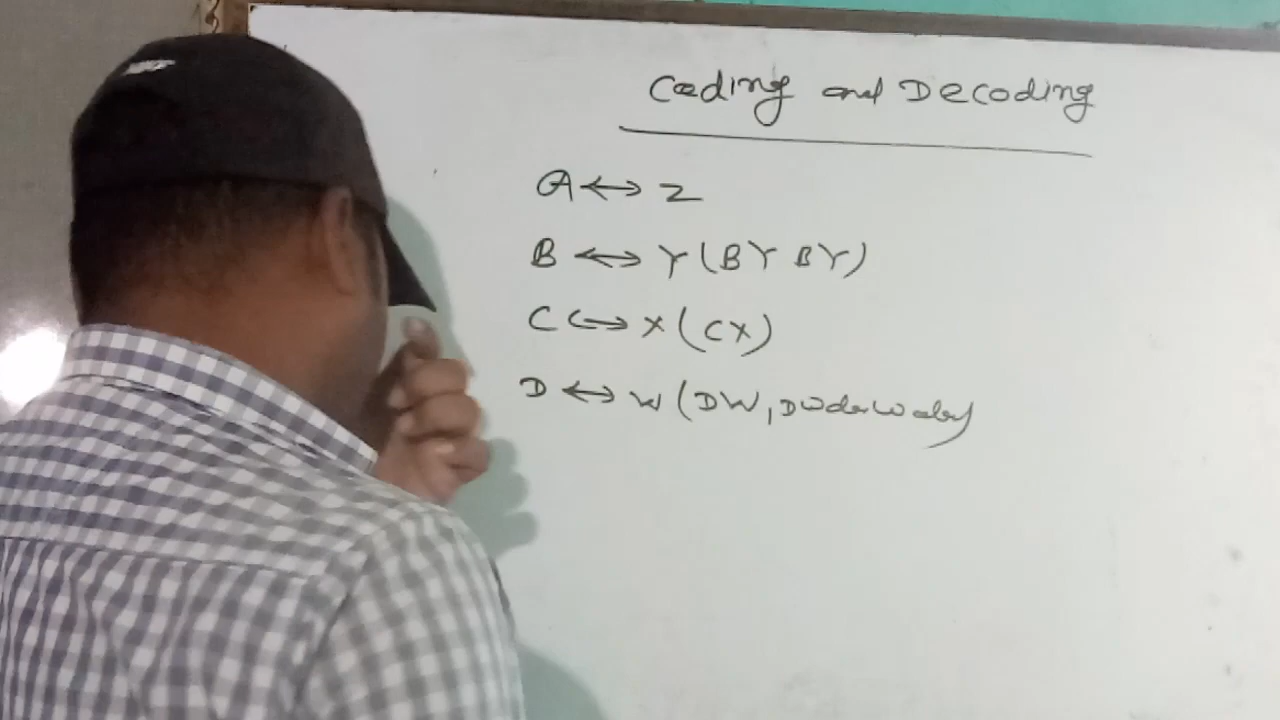 Coding and Decoding
A ↔ Z
B ↔ Y (BY BY)
C ↔ X (CX)
D ↔ W (DW,